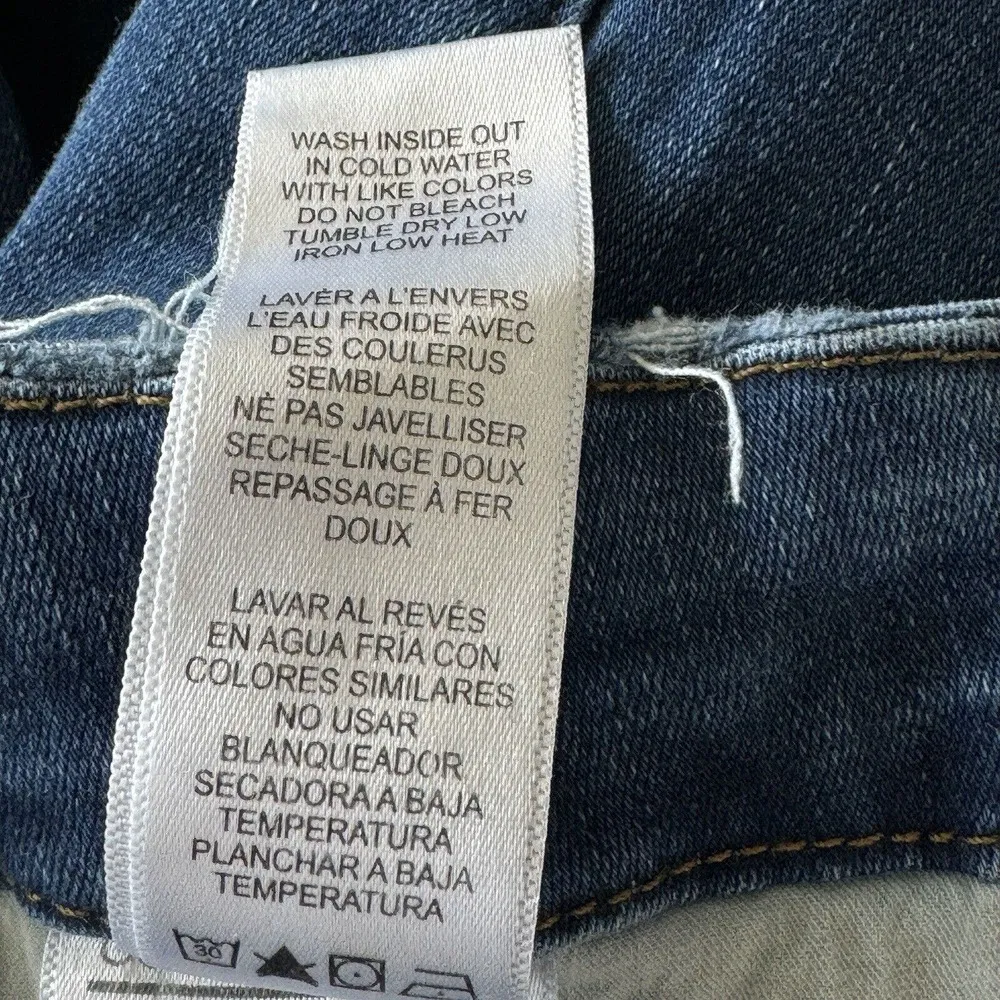 WASH INSIDE OUT
IN COLD WATER
WITH LIKE COLORS
DO NOT BLEACH
TUMBLE DRY LOW
IRON LOW HEAT
LAVÈR A L'ENVERS
L'EAU FROIDE AVEC
DES COULERUS
SEMBLABLES
NÈ PAS JAVELLISER
SECHE-LINGE DOUX
REPASSAGE À FER
DOUX
LAVAR AL REVÉS
EN AGUA FRÍA CON
COLORES SIMILARES
NO USAR
BLANQUEADOR
SECADORA A BAJA
TEMPERATURA
PLANCHAR A BAJA
TEMPERATURA
30